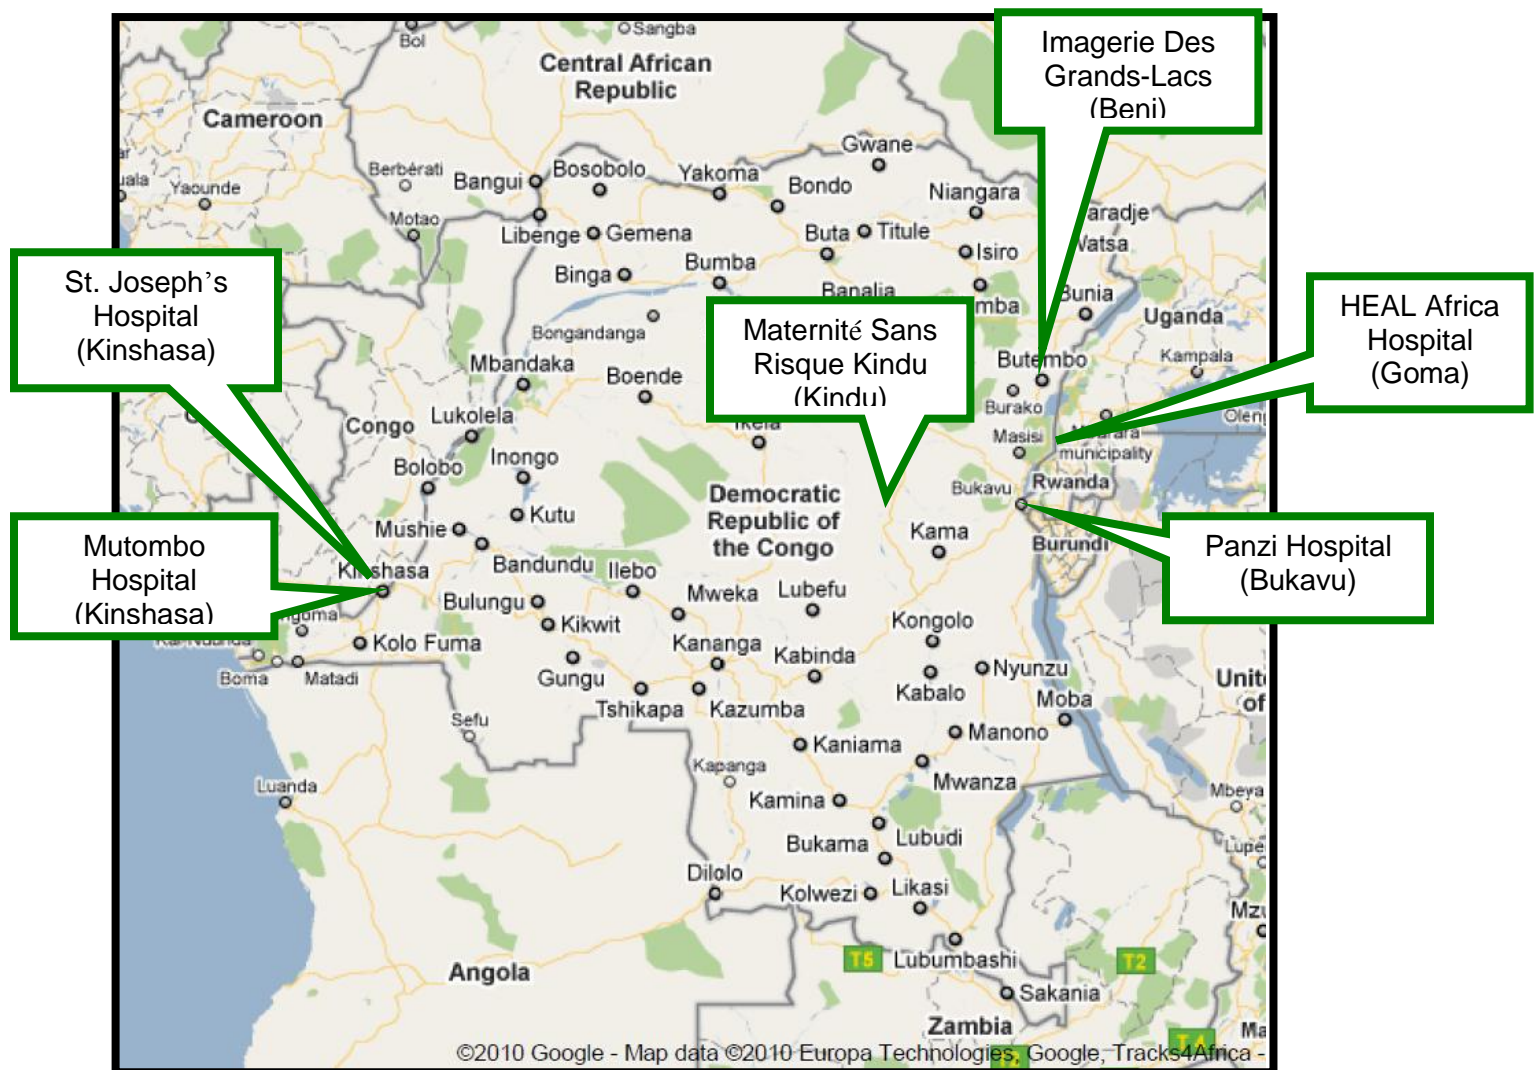 Sangba
Bol
Imagerie Des
Grands-Lacs
(Beni)
Central African
Republic
Cameroon
Gwane
Berbérati
Bangui
Bosobolo
Yakoma
Bondo
Niangara
Yaounde
Motao
Libenge
Gemena
Buta
Titule
Isiro
Binga
Bumba
Banalia
Bunia
Uganda
St. Joseph's
Hospital
(Kinshasa)
Maternité Sans
Risque Kindu
(Kindu)
HEAL Africa
Hospital
(Goma)
Bongandanga
Mbandaka
Boende
Butembo
Kampala
Burako
Congo
Lukolela
Masisi
municipality
Bolobo
Inongo
Bukavu
Rwanda
Democratic
Republic of
the Congo
Mushie
Kutu
Kama
Burundi
Mutombo
Hospital
(Kinshasa)
Panzi Hospital
(Bukavu)
Kinshasa
Bandundu
Ilebo
Bulungu
Mweka
Lubefu
Kikwit
Kolo Fuma
Kongolo
Kananga
Kabinda
Nyunzu
Boma
Matadi
Gungu
Kabalo
Moba
Tshikapa
Kazumba
Sefu
Manono
Kaniama
Kapanga
Mwanza
Luanda
Mbeya
Kamina
Bukama
Lubudi
Dilolo
Kolwezi
Likasi
T5
Lubumbashi
T2
Angola
Sakania
Zambia
©2010 Google - Map data ©2010 Europa Technologies, Google, Tracks4Africa -